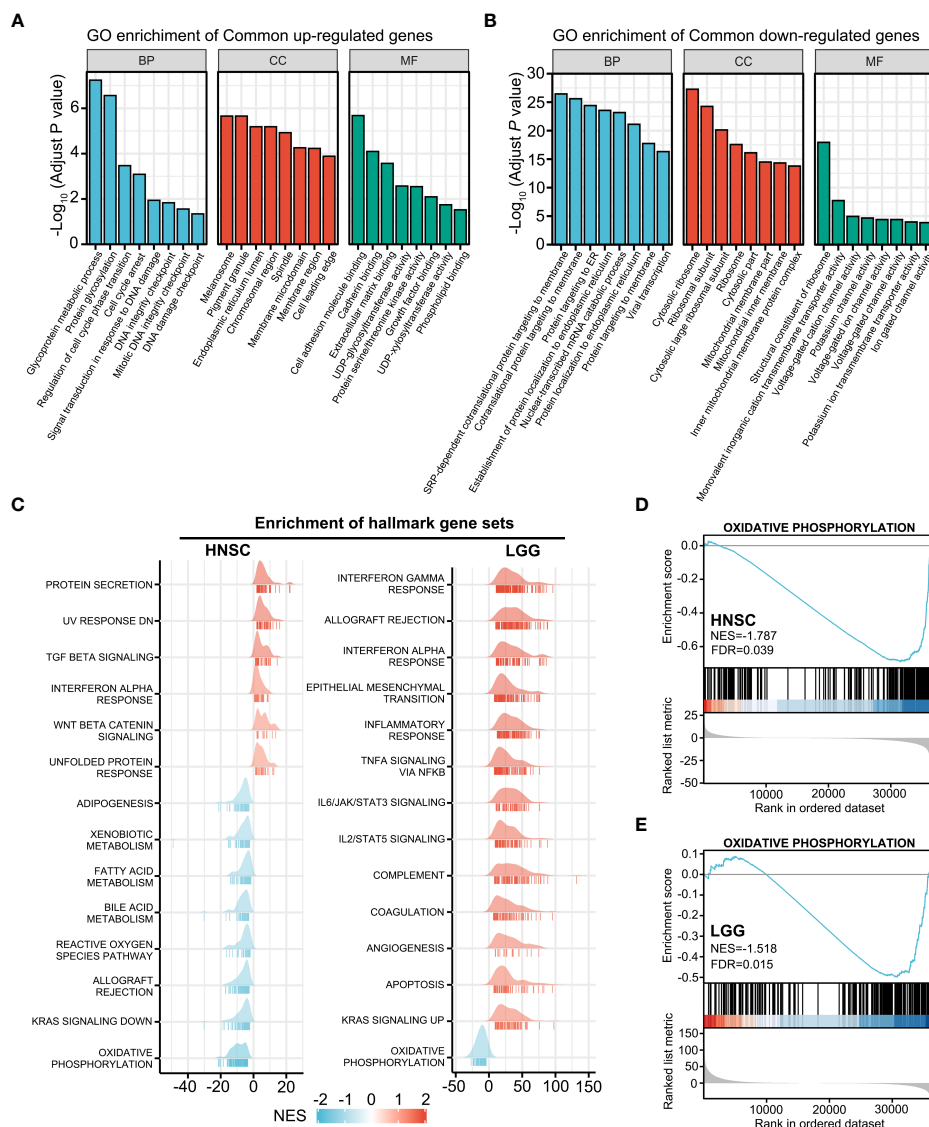 A
GO enrichiment of Common up-regulated genes
BP
CC
MF
-Log10 (Adjust P value)
6
4
2
0
Glycoprotein metabolic process
Protein glycosylation
Regulation of cell cycle phase transition
Cell cycle arrest
Signal transduction in response to DNA damage
DNA integrity checkpoint
Mitotic DNA integrity checkpoint
DNA damage checkpoint
Melanosome
Pigment granule
Endoplasmic reticulum lumen
Chromosomal region
Spindle
Membrane microdomain
Membrane region
Cell leading edge
Cell adhesion molecule binding
Cadherin binding
Extracellular matrix binding
UDP-glycosyltransferase activity
Protein serine/threonine kinase activity
Growth factor binding
UDP-xylosyltransferase activity
Phospholipid binding
B
GO enrichiment of Common down-regulated genes
BP
CC
MF
-Log10 (Adjust P value)
30
25
20
15
10
5
0
SRP-dependent cotranslational protein targeting to membrane
Cotranslational protein targeting to membrane
Protein targeting to ER
Establishment of protein localization to endoplasmic reticulum
Nuclear-transcribed mRNA catabolic process
Protein localization to endoplasmic reticulum
Protein targeting to membrane
Viral transcription
Cytosolic ribosome
Ribosomal subunit
Cytosolic large ribosomal subunit
Ribosome
Cytosolic part
Mitochondrial membrane part
Mitochondrial inner membrane
Inner mitochondrial membrane protein complex
Structural constituent of ribosome
Monovalent inorganic cation transmembrane transporter activity
Voltage-gated cation channel activity
Potassium channel activity
Voltage-gated ion channel activity
Voltage-gated channel activity
Potassium ion transmembrane transporter activity
Ion gated channel activity
C
Enrichment of hallmark gene sets
HNSC
PROTEIN SECRETION
UV RESPONSE DN
TGF BETA SIGNALING
INTERFERON ALPHA
RESPONSE
WNT BETA CATENIN
SIGNALING
UNFOLDED PROTEIN
RESPONSE
ADIPOGENESIS
XENOBIOTIC
METABOLISM
FATTY ACID
METABOLISM
BILE ACID
METABOLISM
REACTIVE OXYGEN
SPECIES PATHWAY
ALLOGRAFT
REJECTION
KRAS SIGNALING DOWN
OXIDATIVE
PHOSPHORYLATION
-40 -20 0 20
LGG
INTERFERON GAMMA
RESPONSE
ALLOGRAFT REJECTION
INTERFERON ALPHA
RESPONSE
EPITHELIAL MESENCHYMAL
TRANSITION
INFLAMMATORY
RESPONSE
TNFA SIGNALING
VIA NFKB
IL6/JAK/STAT3 SIGNALING
IL2/STAT5 SIGNALING
COMPLEMENT
COAGULATION
ANGIOGENESIS
APOPTOSIS
KRAS SIGNALING UP
OXIDATIVE
PHOSPHORYLATION
-50 0 50 100 150
NES
-2 -1 0 1 2
D
OXIDATIVE PHOSPHORYLATION
Enrichment score
0.0
-0.2
-0.4
-0.6
HNSC
NES=-1.787
FDR=0.039
Ranked list metric
25
0
-25
-50
10000 20000 30000
Rank in ordered dataset
E
OXIDATIVE PHOSPHORYLATION
Enrichment score
0.1
0.0
-0.1
-0.2
-0.3
-0.4
-0.5
LGG
NES=-1.518
FDR=0.015
Ranked list metric
150
100
50
0
10000 20000 30000
Rank in ordered dataset